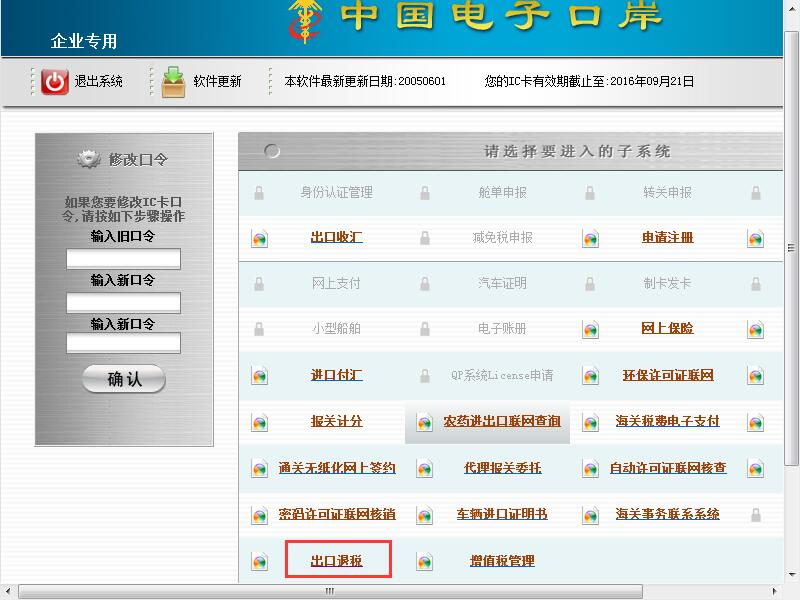 中国电子口岸
企业专用
退出系统 软件更新 本软件最新更新日期:20050601 您的IC卡有效期截止至:2016年09月21日
修改口令
如果您要修改IC卡口
令,请按如下步骤操作
输入旧口令
输入新口令
输入新口令
确认
请选择要进入的子系统
身份认证管理 舱单申报 转关申报
出口收汇 减免税申报 申请注册
网上支付 汽车证明 制卡发卡
小型船舶 电子账册 网上保险
进口付汇 QP系统License申请 环保许可证联网
报关计分 农药进出口联网查询 海关税费电子支付
通关无纸化网上签约 代理报关委托 自动许可证联网核查
密码许可证联网核销 车辆进口证明书 海关事务联系系统
出口退税 增值税管理